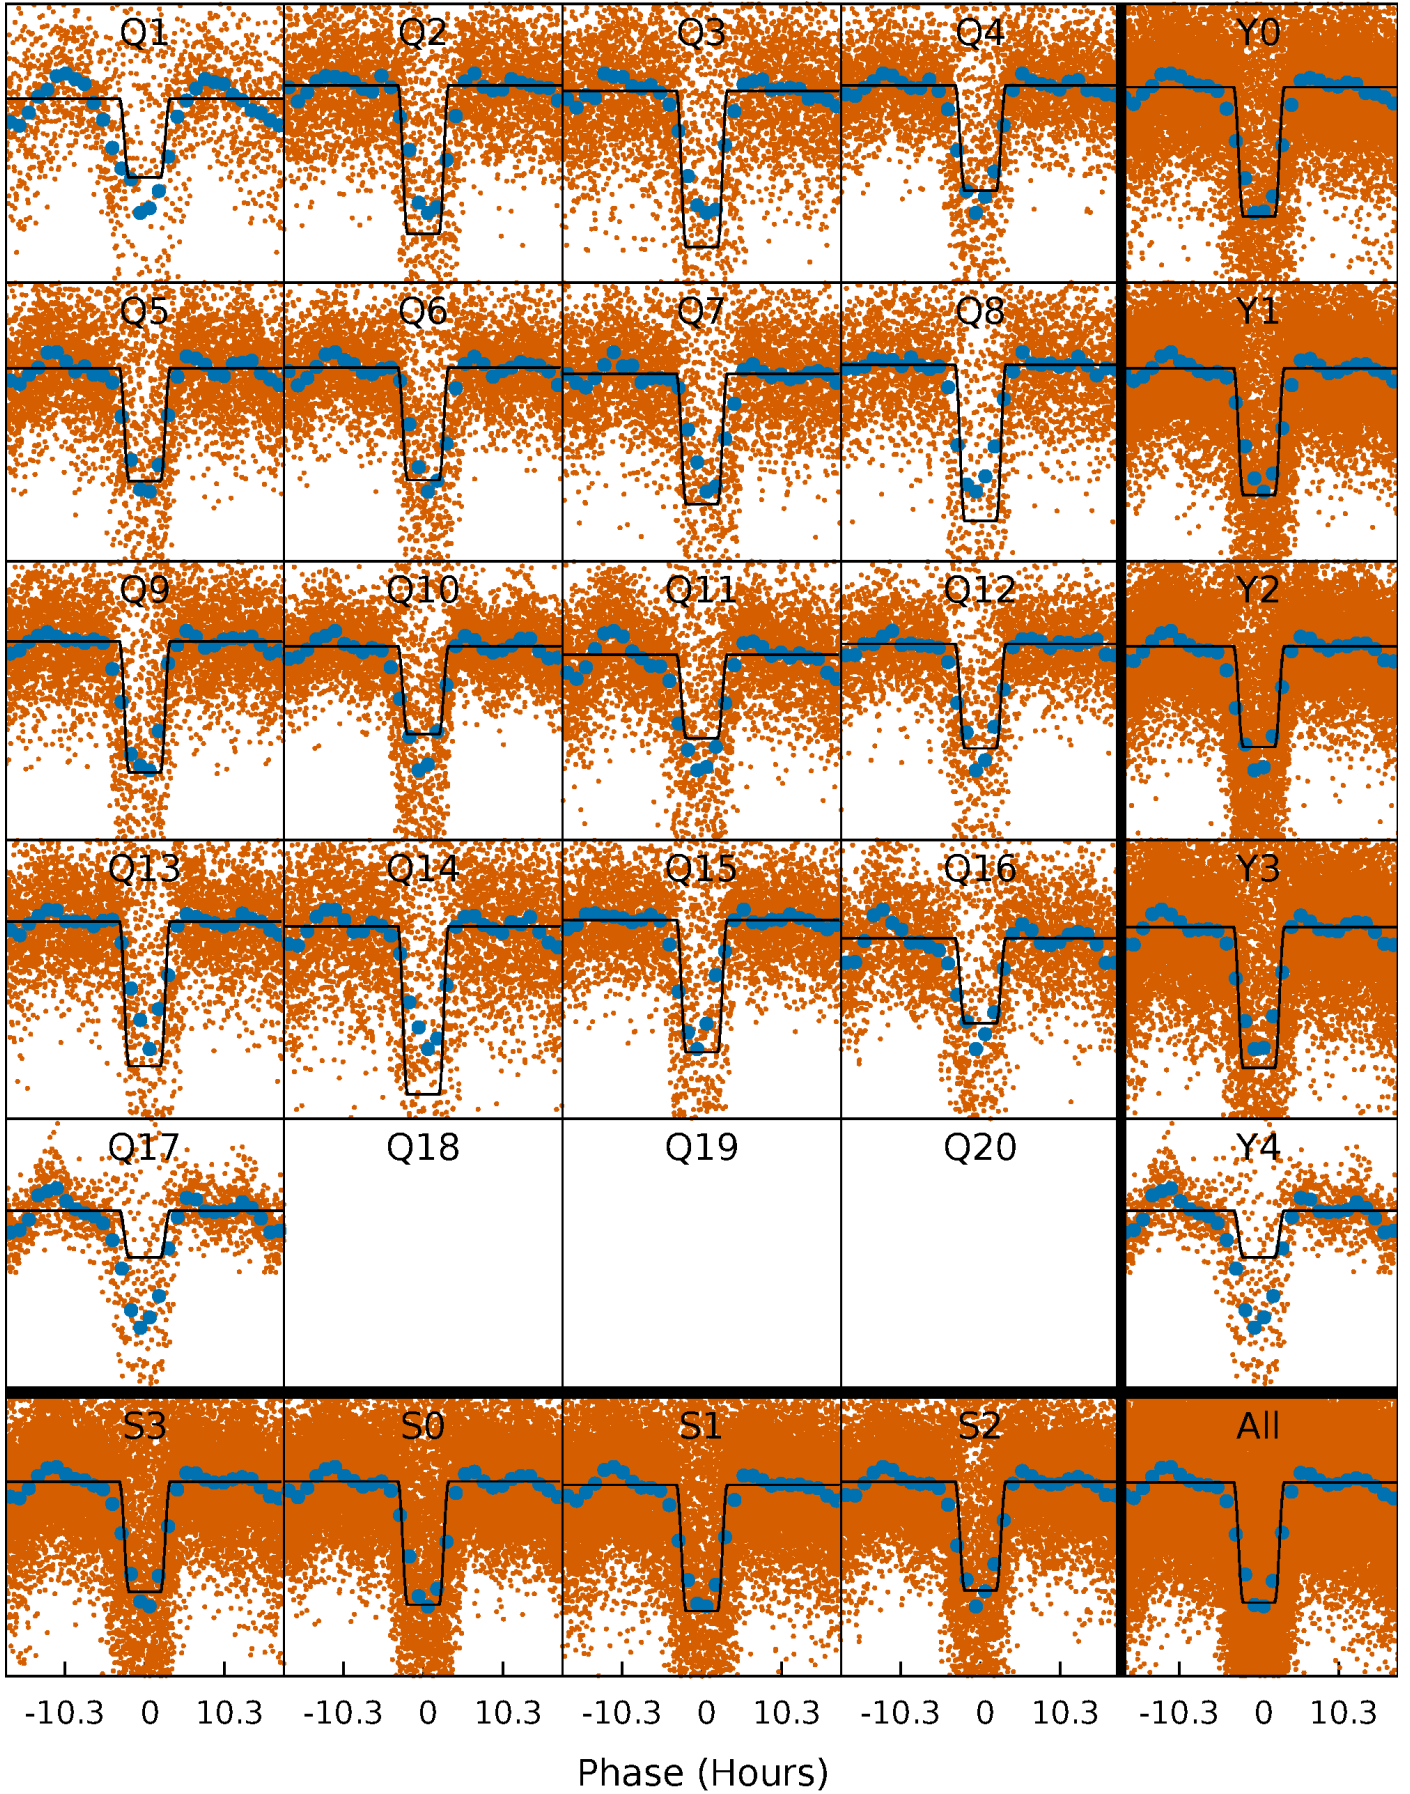 Q1 Q2 Q3 Q4 Y0
Q5 Q6 Q7 Q8 Y1
Q9 Q10 Q11 Q12 Y2
Q13 Q14 Q15 Q16 Y3
Q17 Q18 Q19 Q20 Y4
S3 S0 S1 S2 All
-10.3 0 10.3 -10.3 0 10.3 -10.3 0 10.3 -10.3 0 10.3 -10.3 0 10.3
Phase (Hours)